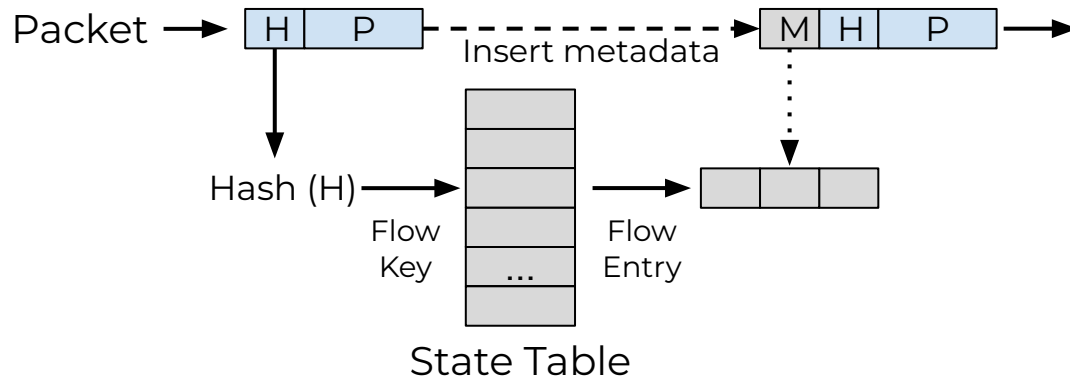 Packet
H P
M H P
Insert metadata
Hash (H)
Flow
Key
Flow
Entry
...
State Table